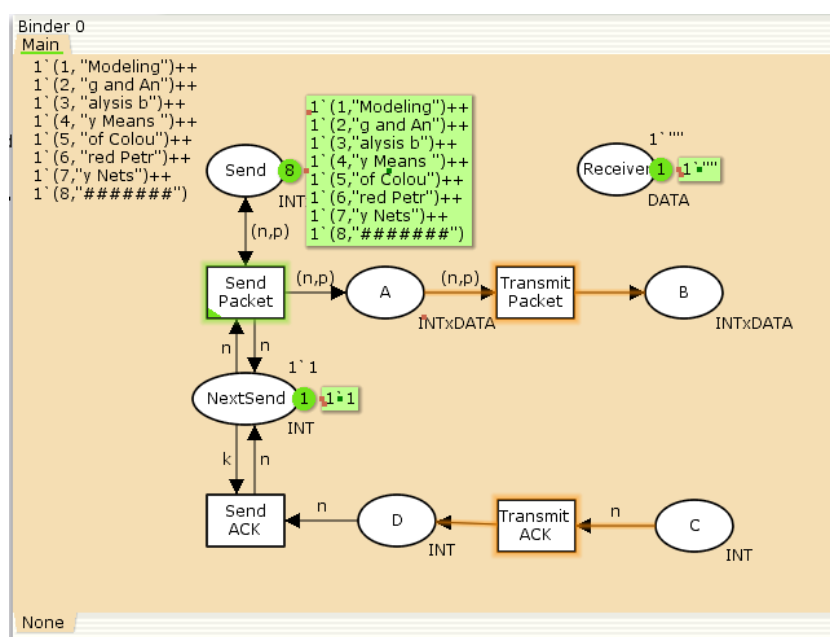 Binder 0
Main
1`(1, "Modeling")++
1`(2, "g and An")++
1`(3, "alysis b")++
1`(4, "y Means ")++
1`(5, "of Colou")++
1`(6, "red Petr")++
1`(7,"y Nets")++
1`(8,"#######")
1`(1,"Modeling")++
1`(2,"g and An")++
1`(3,"alysis b")++
1`(4,"y Means ")++
1`(5,"of Colou")++
1`(6,"red Petr")++
1`(7,"y Nets")++
1`(8,"#######")
Send
8
INT
1`""
Receiver
1
1`""
DATA
(n,p)
Send
Packet
(n,p)
A
INTxDATA
(n,p)
Transmit
Packet
B
INTxDATA
n
n
1`1
NextSend
1
1`1
INT
k
n
Send
ACK
n
D
INT
Transmit
ACK
n
C
INT
None